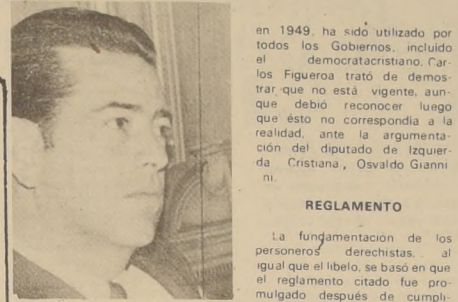 en 1949, ha sido utilizado por
todos los Gobiernos, incluido
el democratacristiano. Car-
los Figueroa trató de demos-
trar que no está vigente, aun-
que debió reconocer luego
que ésto no correspondía a la
realidad, ante la argumenta-
ción del diputado de Izquier-
da Cristiana, Osvaldo Gianni
ni.
REGLAMENTO
La fundamentación de los
personeros derechistas, al
igual que el libelo, se basó en que
el reglamento citado fue pro-
mulgado después de cumpli-